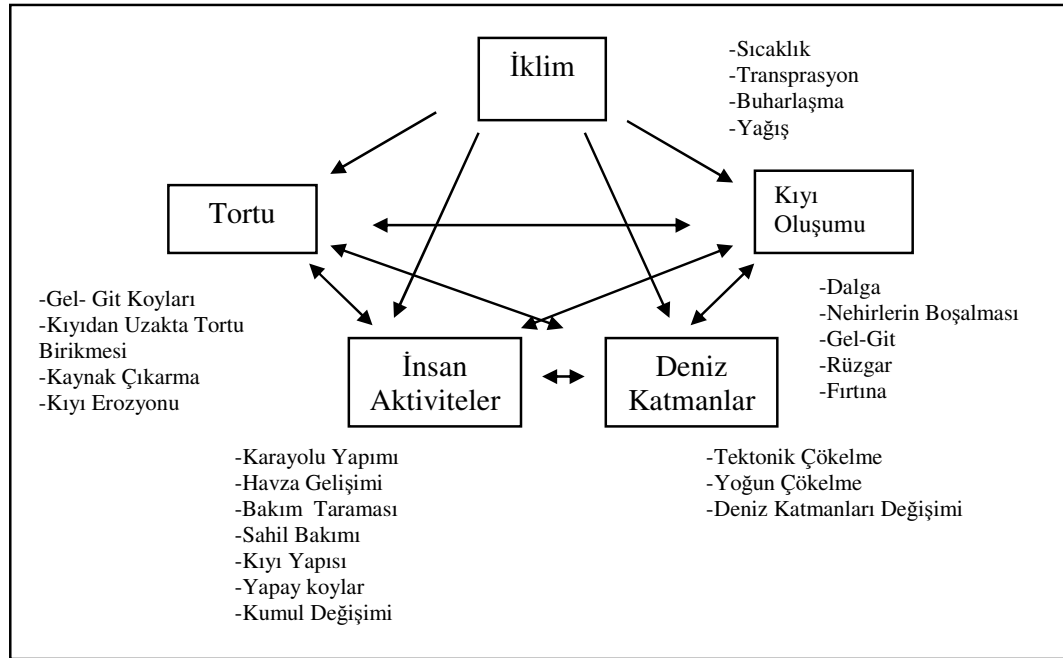 İklim
-Sıcaklık
-Transprasyon
-Buharlaşma
-Yağış
Tortu
Kıyı
Oluşumu
-Gel- Git Koyları
-Kıyıdan Uzakta Tortu
Birikmesi
-Kaynak Çıkarma
-Kıyı Erozyonu
-Dalga
-Nehirlerin Boşalması
-Gel-Git
-Rüzgar
-Fırtına
İnsan
Aktiviteler
Deniz
Katmanlar
-Karayolu Yapımı
-Havza Gelişimi
-Bakım Taraması
-Sahil Bakımı
-Kıyı Yapısı
-Yapay koylar
-Kumul Değişimi
-Tektonik Çökelme
-Yoğun Çökelme
-Deniz Katmanları Değişimi